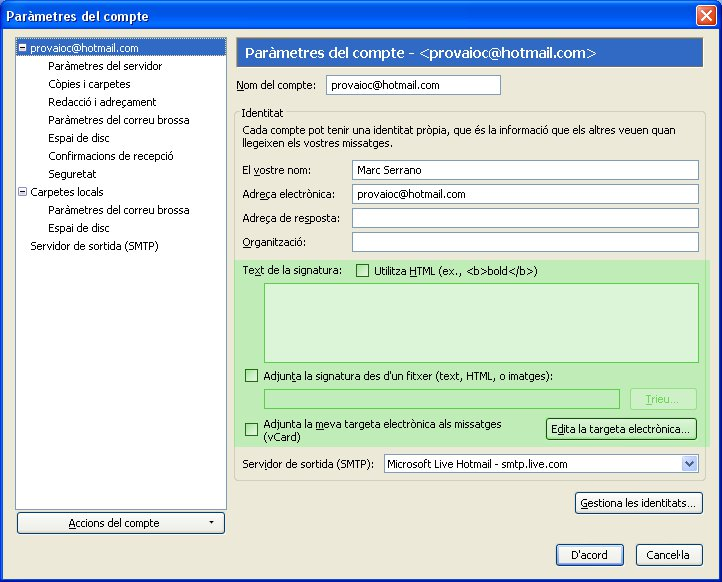 Paràmetres del compte
provaioc@hotmail.com
Paràmetres del servidor
Còpies i carpetes
Redacció i adreçament
Paràmetres del correu brossa
Espai de disc
Confirmacions de recepció
Seguretat
Carpetes locals
Paràmetres del correu brossa
Espai de disc
Servidor de sortida (SMTP)
Accions del compte
Paràmetres del compte - <provaioc@hotmail.com>
Nom del compte: provaioc@hotmail.com
Identitat
Cada compte pot tenir una identitat pròpia, que és la informació que els altres veuen quan
llegeixen els vostres missatges.
El vostre nom: Marc Serrano
Adreça electrònica: provaioc@hotmail.com
Adreça de resposta:
Organització:
Text de la signatura: Utilitza HTML (ex., <b>bold</b>)
Adjunta la signatura des d'un fitxer (text, HTML, o imatges):
Trieu...
Adjunta la meva targeta electrònica als missatges
(vCard)
Edita la targeta electrònica...
Servidor de sortida (SMTP): Microsoft Live Hotmail - smtp.live.com
Gestiona les identitats...
D'acord Cancel·la